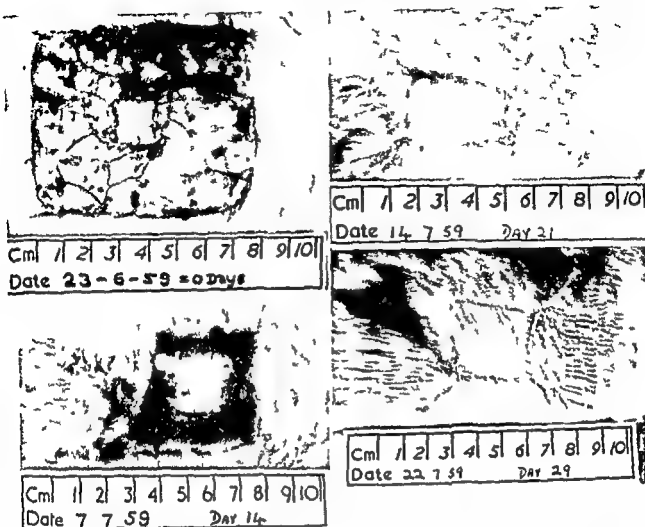 Cm 1 2 3 4 5 6 7 8 9 10
Date 23-6-59 =0 Days
Cm 1 2 3 4 5 6 7 8 9 10
Date 7 7 59 DAY 14
Cm 1 2 3 4 5 6 7 8 9 10
Date 14 7 59 DAY 21
Cm 1 2 3 4 5 6 7 8 9 10
Date 22 7 59 DAY 29